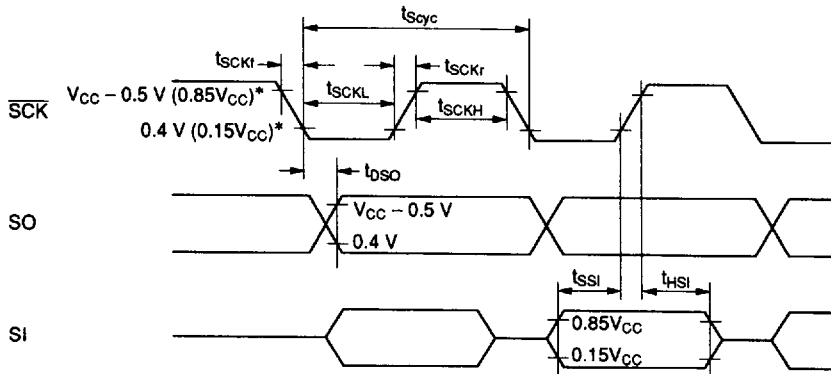 tScyc
tSCKf
tSCKr
VCC – 0.5 V (0.85VCC)*
tSCKL
SCK
tSCKH
0.4 V (0.15VCC)*
tDSO
VCC – 0.5 V
SO
0.4 V
tSSI
tHSI
0.85VCC
SI
0.15VCC